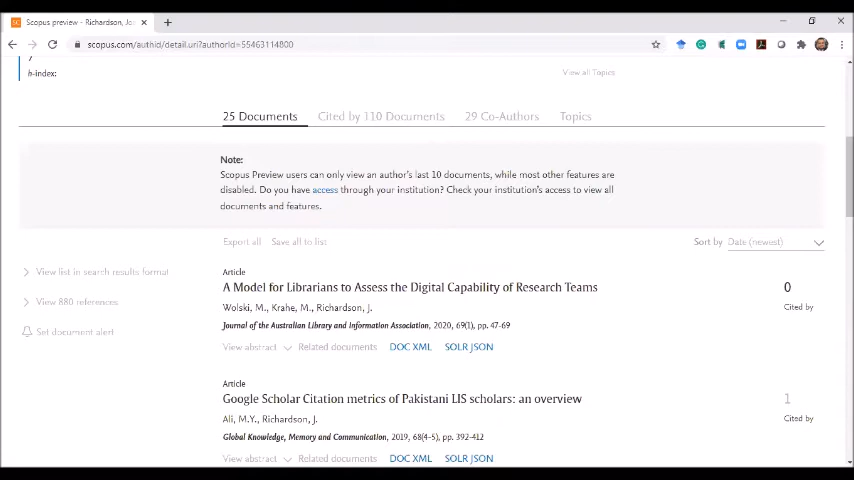 Scopus preview - Richardson, Joa
scopus.com/authid/detail.uri?authorId=55463114800
h-index:
View all Topics
25 Documents
Cited by 110 Documents
29 Co-Authors
Topics
Note:
Scopus Preview users can only view an author's last 10 documents, while most other features are
disabled. Do you have access through your institution? Check your institution's access to view all
documents and features.
Export all
Save all to list
Sort by
Date (newest)
View list in search results format
View 880 references
Set document alert
Article
A Model for Librarians to Assess the Digital Capability of Research Teams
0
Wolski, M., Krahe, M., Richardson, J.
Cited by
Journal of the Australian Library and Information Association, 2020, 69(1), pp. 47-69
View abstract
Related documents
DOC XML
SOLR JSON
Article
Google Scholar Citation metrics of Pakistani LIS scholars: an overview
1
Ali, M.Y., Richardson, J.
Cited by
Global Knowledge, Memory and Communication, 2019, 68(4-5), pp. 392-412
View abstract
Related documents
DOC XML
SOLR JSON